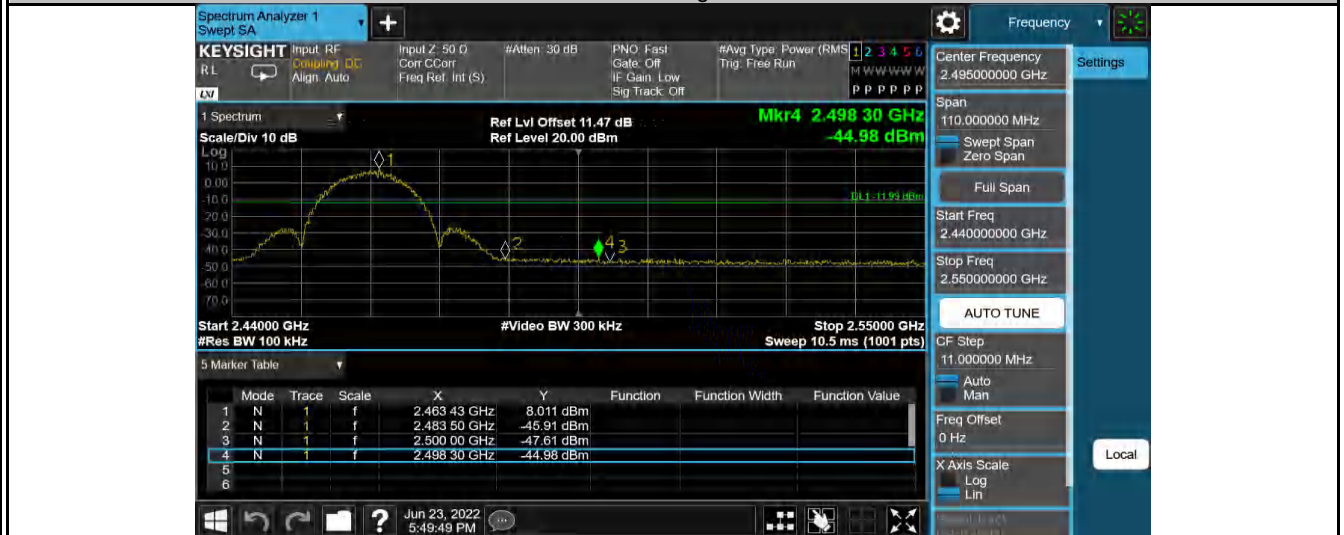 Spectrum Analyzer 1
Swept SA
+
Frequency
KEYSIGHT
RL
LXI
Input: RF
Coupling: DC
Align: Auto
Input Z: 50 Ω
Corr CCorr
Freq Ref: Int (S)
#Atten: 30 dB
PNO: Fast
Gate: Off
IF Gain: Low
Sig Track: Off
#Avg Type: Power (RMS
Trig: Free Run
1 2 3 4 5 6
M W W W W W
P P P P P P
Center Frequency
2.495000000 GHz
Settings
1 Spectrum
Scale/Div 10 dB
Log
Ref Lvl Offset 11.47 dB
Ref Level 20.00 dBm
Mkr4 2.498 30 GHz
-44.98 dBm
Span
110.000000 MHz
Swept Span
Zero Span
Full Span
Start Freq
2.440000000 GHz
Stop Freq
2.550000000 GHz
AUTO TUNE
CF Step
11.000000 MHz
Auto
Man
Freq Offset
0 Hz
X Axis Scale
Log
Lin
Local
10.0
0.00
-10.0
-20.0
-30.0
-40.0
-50.0
-60.0
-70.0
DL1 -11.99 dBm
1
2
4
3
Start 2.44000 GHz
#Res BW 100 kHz
#Video BW 300 kHz
Stop 2.55000 GHz
Sweep 10.5 ms (1001 pts)
5 Marker Table
Mode Trace Scale X Y Function Function Width Function Value
1 N 1 f 2.463 43 GHz 8.011 dBm
2 N 1 f 2.483 50 GHz -45.91 dBm
3 N 1 f 2.500 00 GHz -47.61 dBm
4 N 1 f 2.498 30 GHz -44.98 dBm
5
6
?
Jun 23, 2022
5:49:49 PM